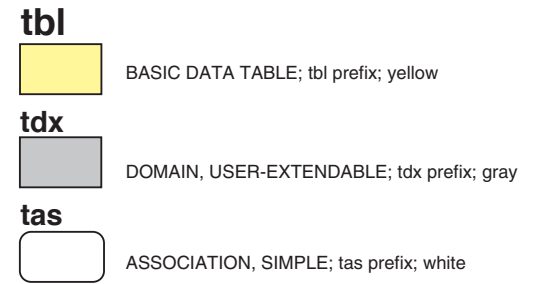 tbl
BASIC DATA TABLE; tbl prefix; yellow
tdx
DOMAIN, USER-EXTENDABLE; tdx prefix; gray
tas
ASSOCIATION, SIMPLE; tas prefix; white